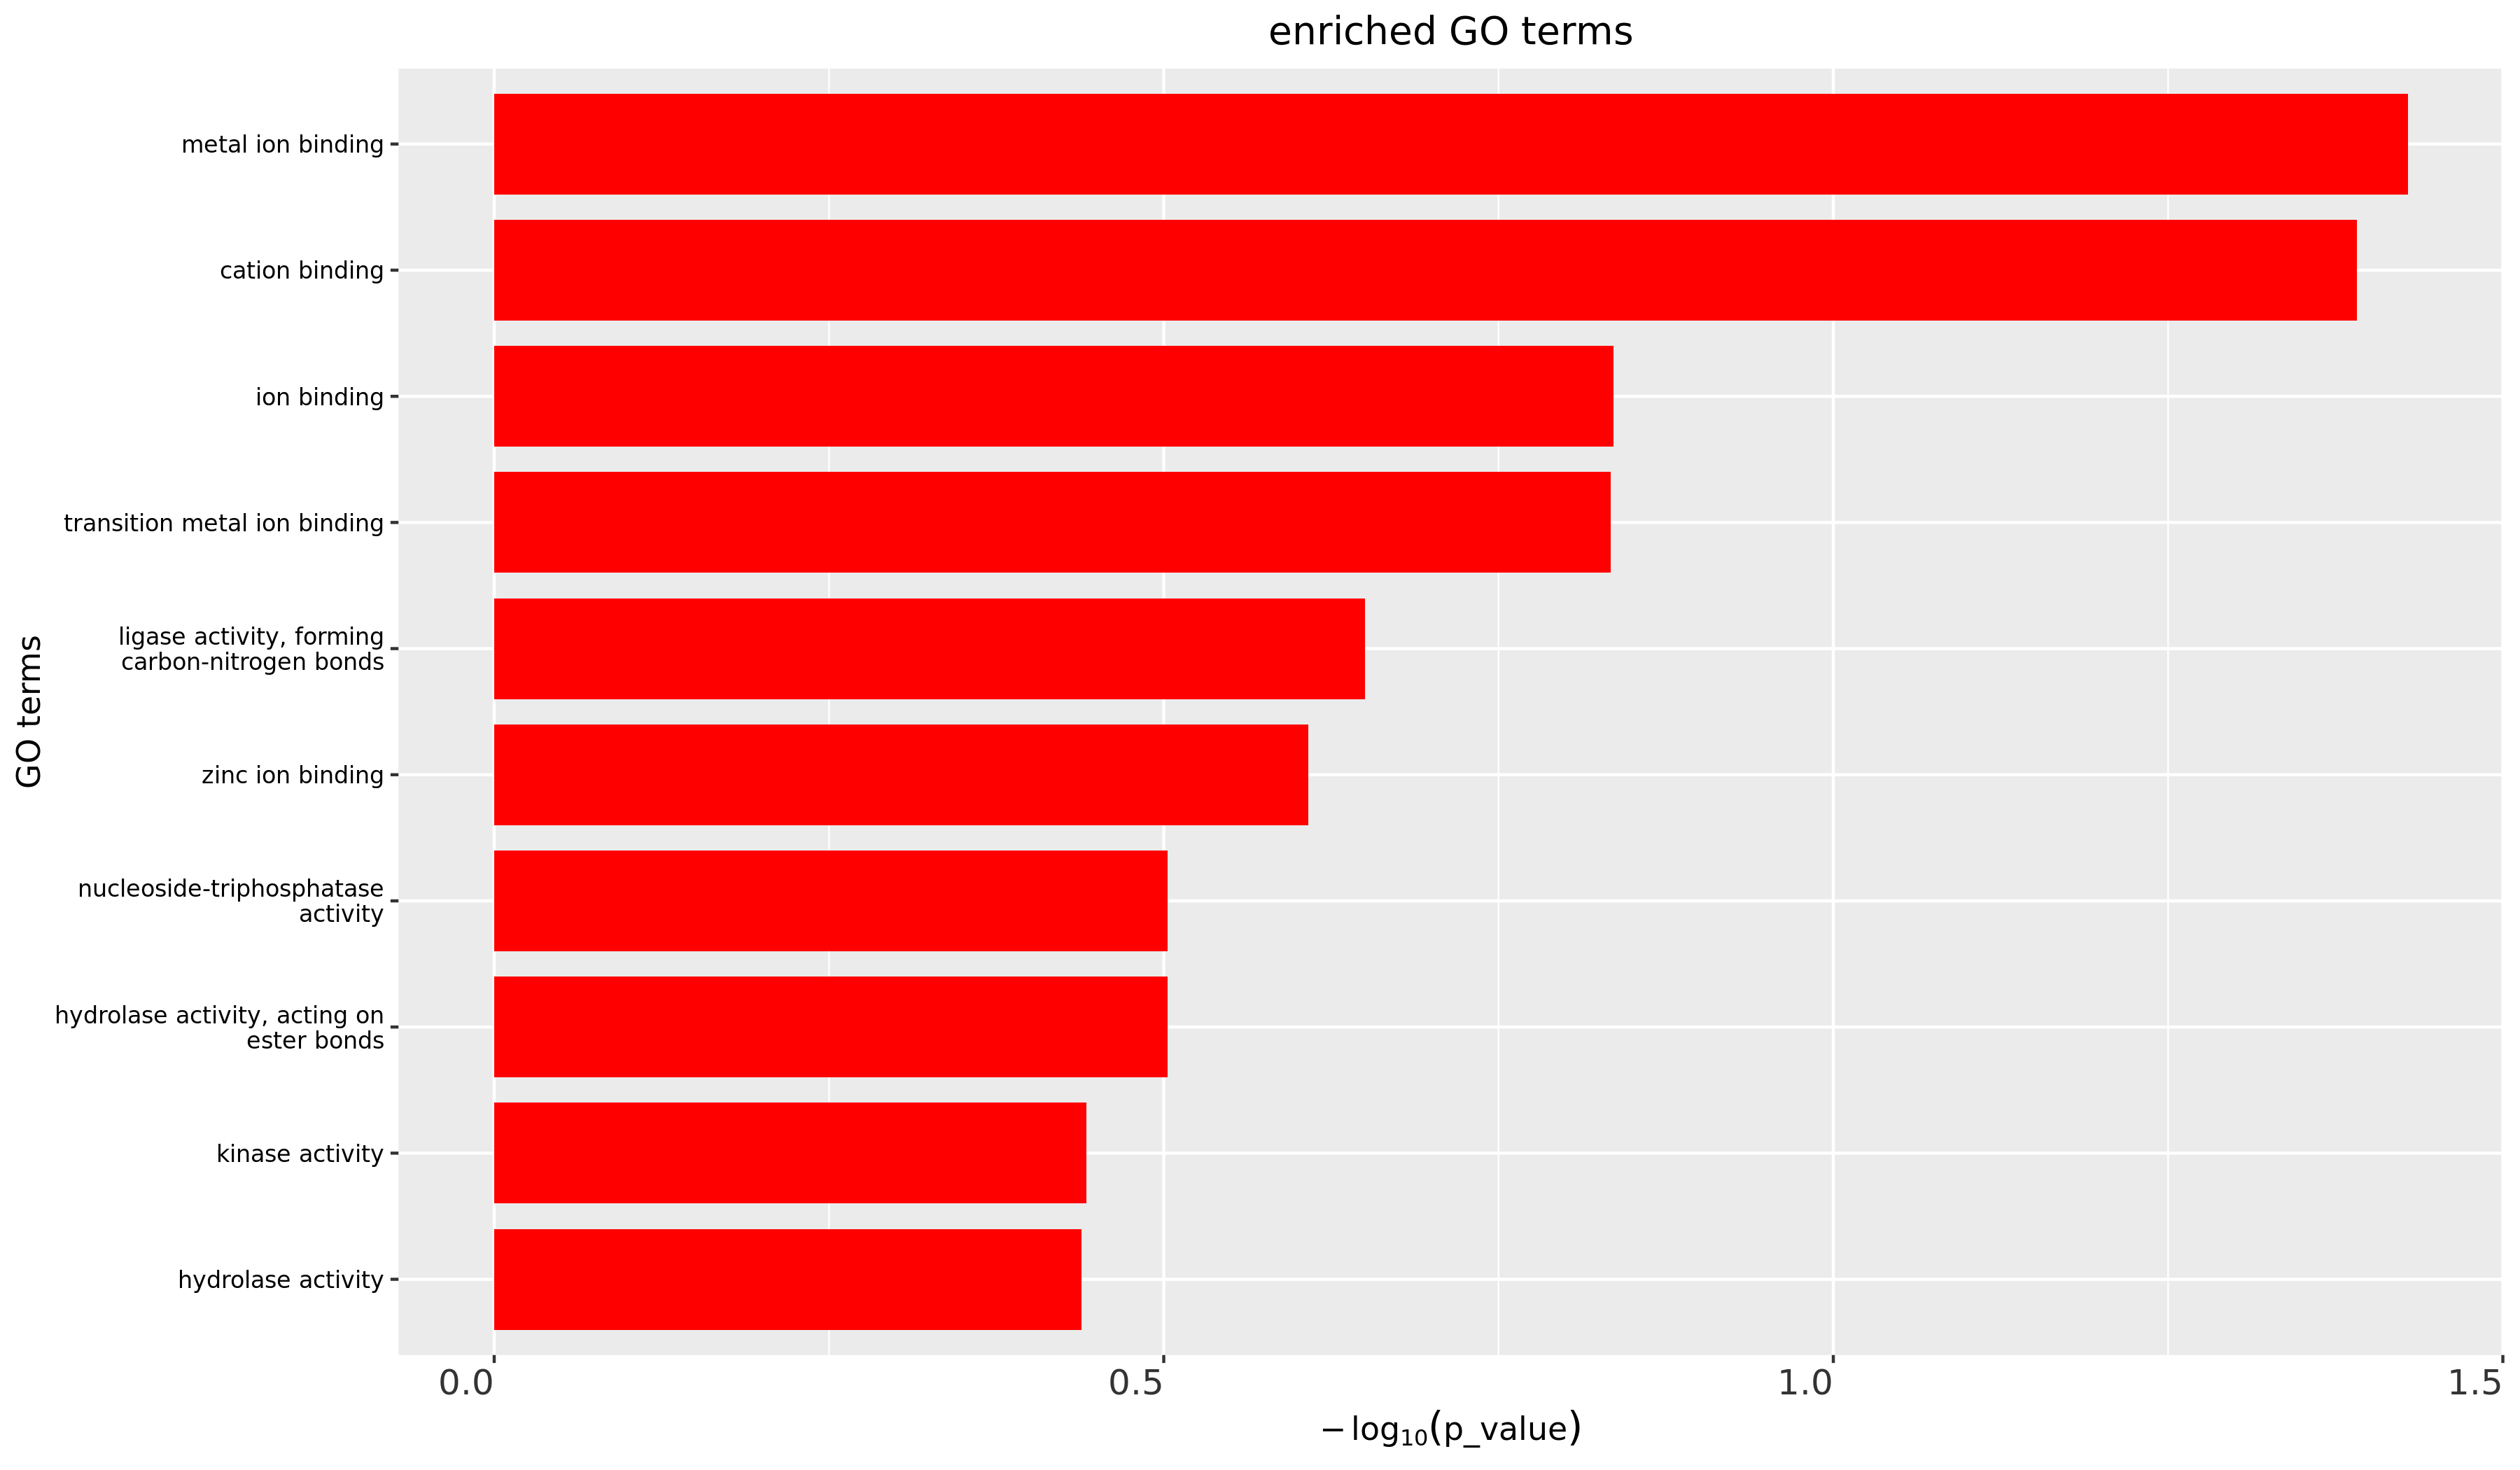 enriched GO terms
metal ion binding
cation binding
ion binding
transition metal ion binding
ligase activity, forming
carbon-nitrogen bonds
zinc ion binding
nucleoside-triphosphatase
activity
hydrolase activity, acting on
ester bonds
kinase activity
hydrolase activity
GO terms
0.0 0.5 1.0 1.5
−log₁₀(p_value)